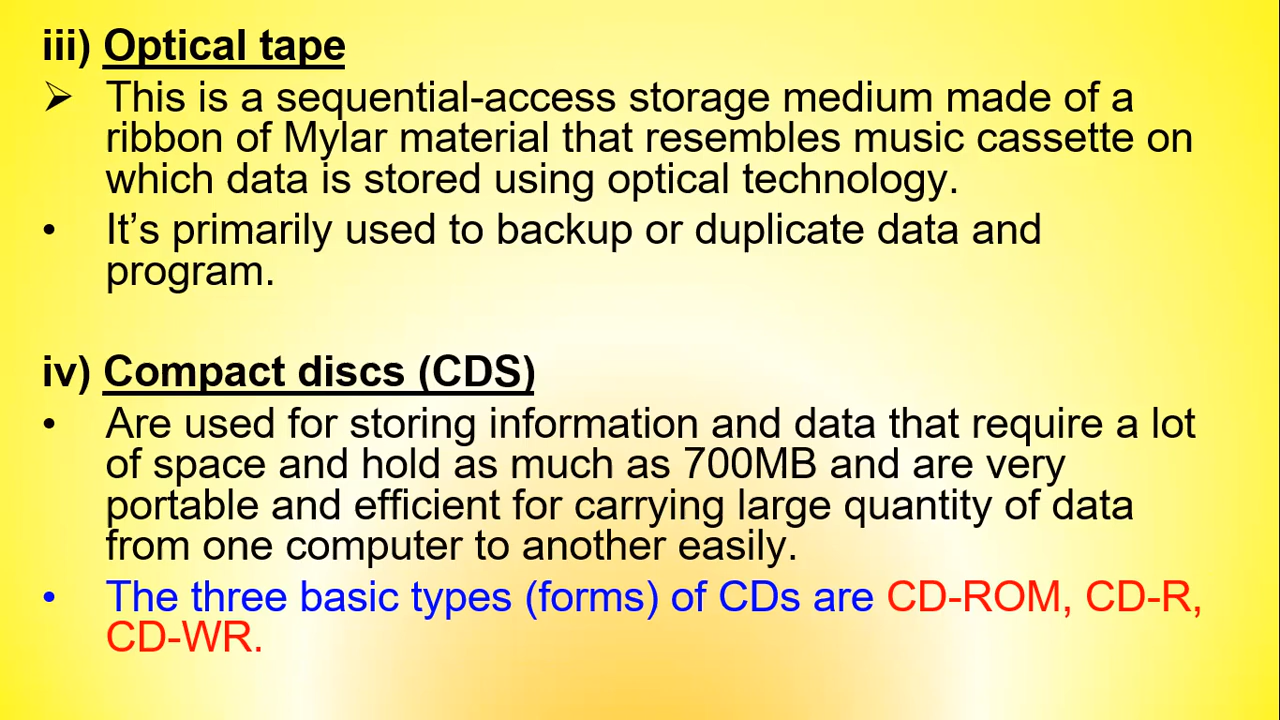 iii) Optical tape
➢ This is a sequential-access storage medium made of a
ribbon of Mylar material that resembles music cassette on
which data is stored using optical technology.
• It’s primarily used to backup or duplicate data and
program.
iv) Compact discs (CDS)
• Are used for storing information and data that require a lot
of space and hold as much as 700MB and are very
portable and efficient for carrying large quantity of data
from one computer to another easily.
• The three basic types (forms) of CDs are CD-ROM, CD-R,
CD-WR.